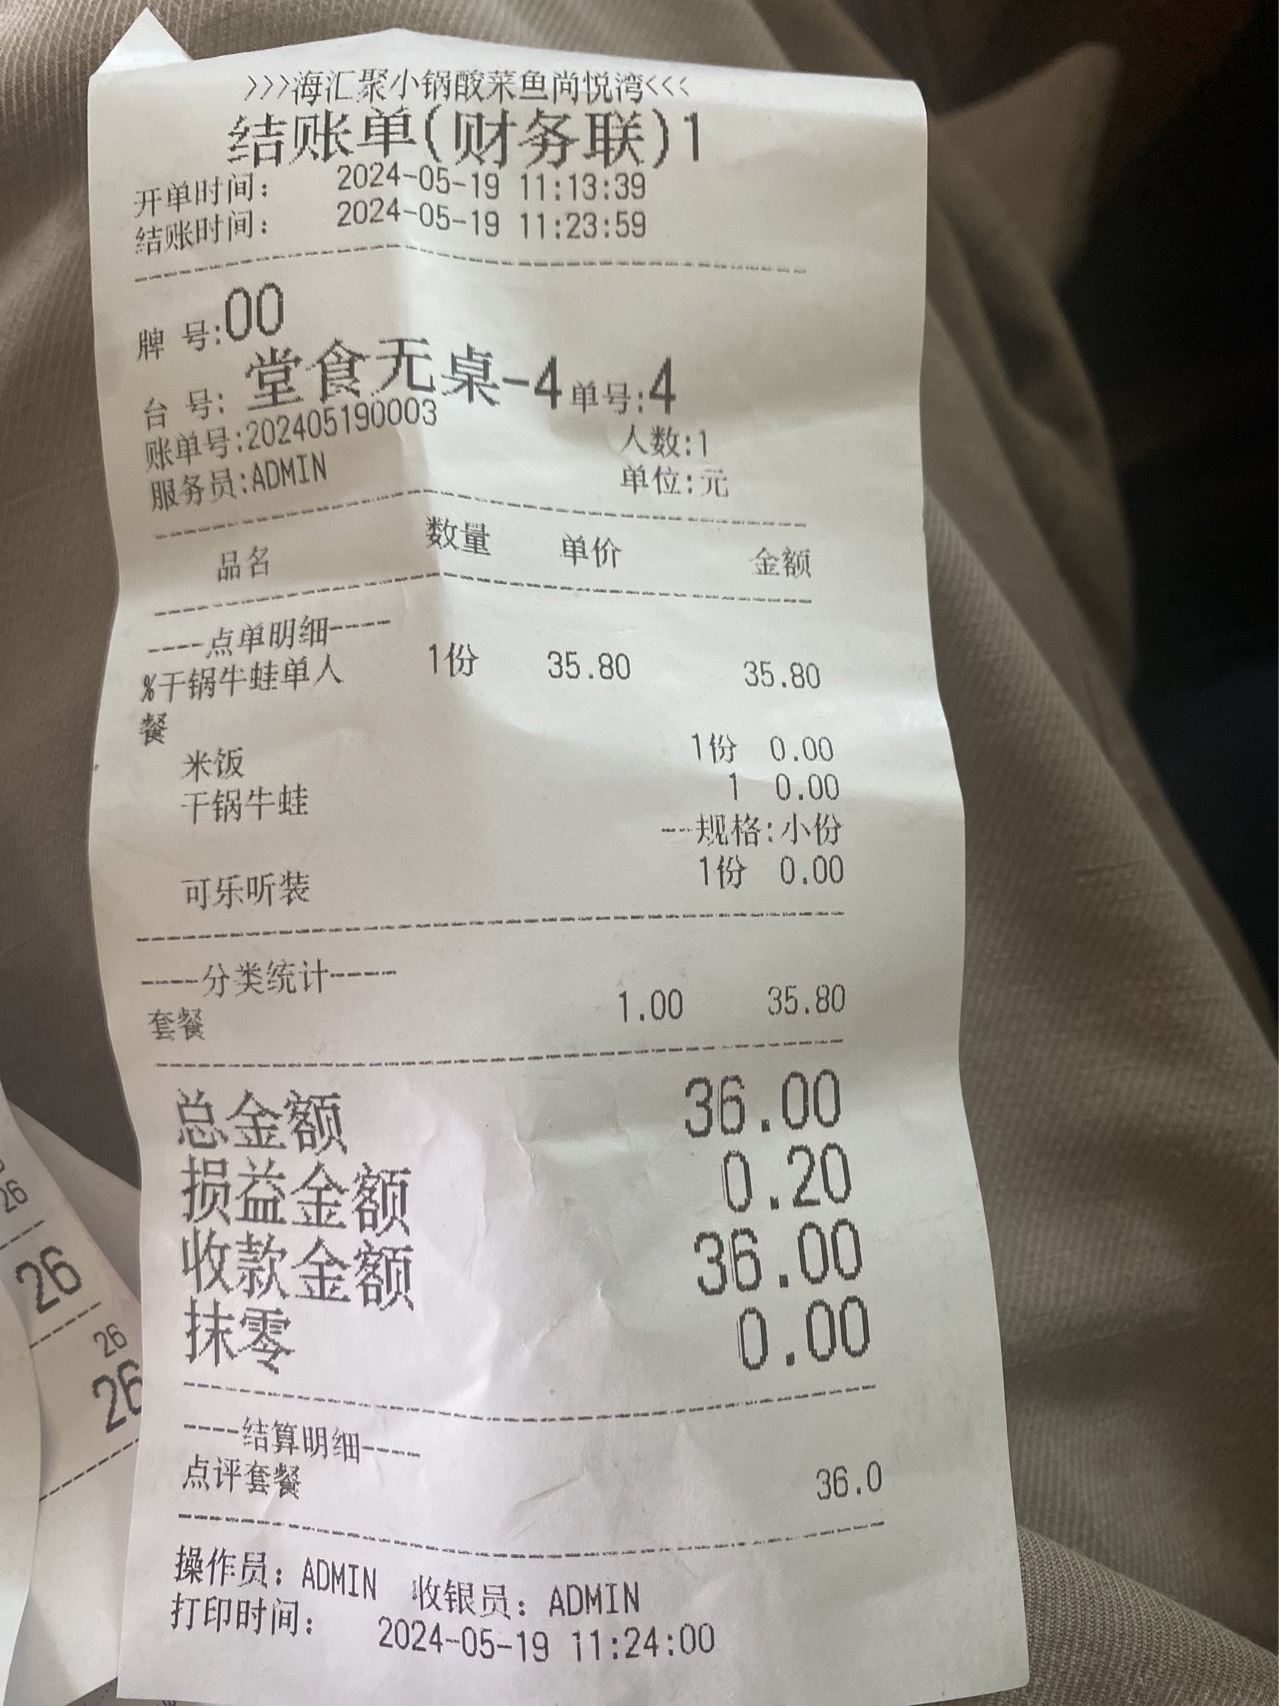 >>>海汇聚小锅酸菜鱼尚悦湾<<<
结账单(财务联)1
开单时间: 2024-05-19 11:13:39
结账时间: 2024-05-19 11:23:59
牌 号:00
台 号: 堂食无桌-4 单号:4
账单号:202405190003 人数:1
服务员:ADMIN 单位:元
品名 数量 单价 金额
----点单明细----
%干锅牛蛙单人 1份 35.80 35.80
餐
米饭 1份 0.00
干锅牛蛙 1 0.00
--规格:小份
可乐听装 1份 0.00
----分类统计----
套餐 1.00 35.80
总金额 36.00
损益金额 0.20
收款金额 36.00
抹零 0.00
----结算明细----
点评套餐 36.0
操作员: ADMIN 收银员: ADMIN
打印时间: 2024-05-19 11:24:00
26
26
26
26